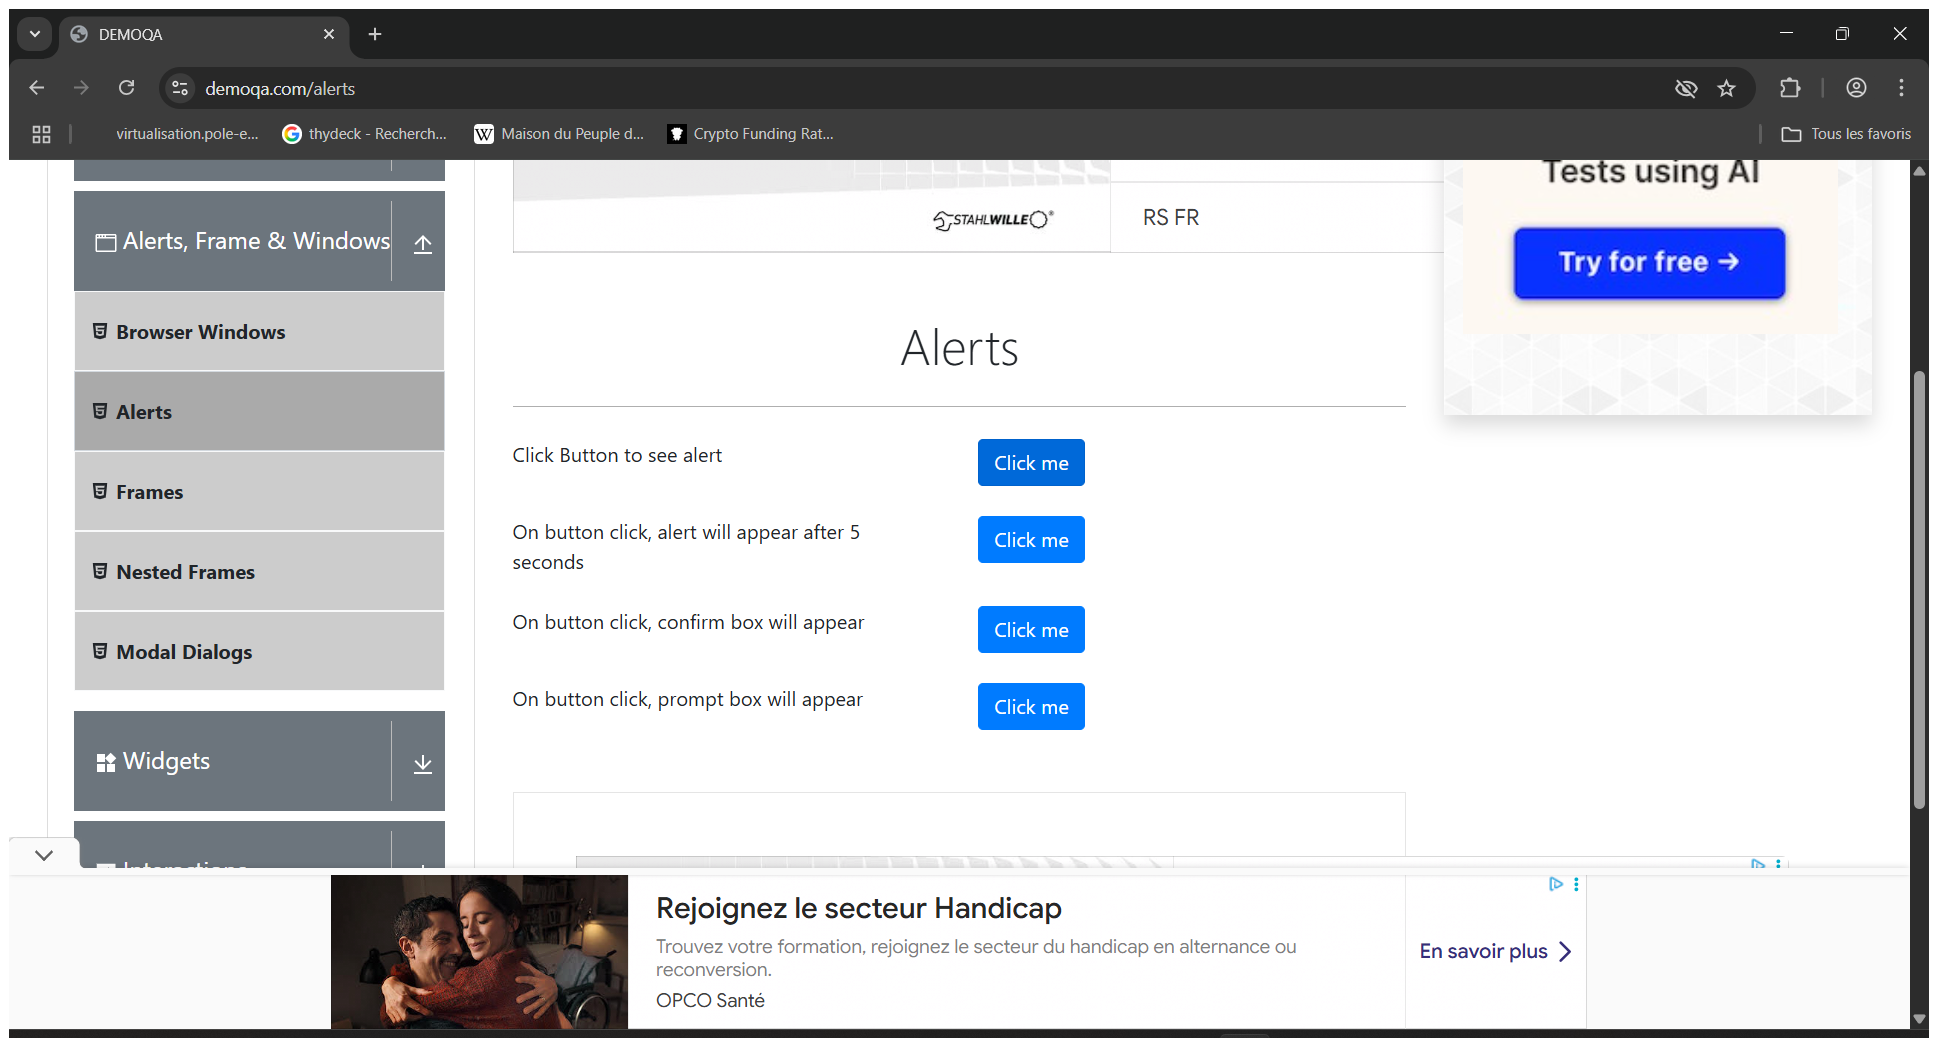 DEMOQA
demoqa.com/alerts
virtualisation.pole-e...
thydeck - Recherch...
Maison du Peuple d...
Crypto Funding Rat...
Tous les favoris
Alerts, Frame & Windows
Browser Windows
Alerts
Frames
Nested Frames
Modal Dialogs
Widgets
Interactions
STAHLWILLE
RS FR
Tests using AI
Try for free →
Alerts
Click Button to see alert
Click me
On button click, alert will appear after 5
seconds
Click me
On button click, confirm box will appear
Click me
On button click, prompt box will appear
Click me
Rejoignez le secteur Handicap
Trouvez votre formation, rejoignez le secteur du handicap en alternance ou
reconversion.
OPCO Santé
En savoir plus